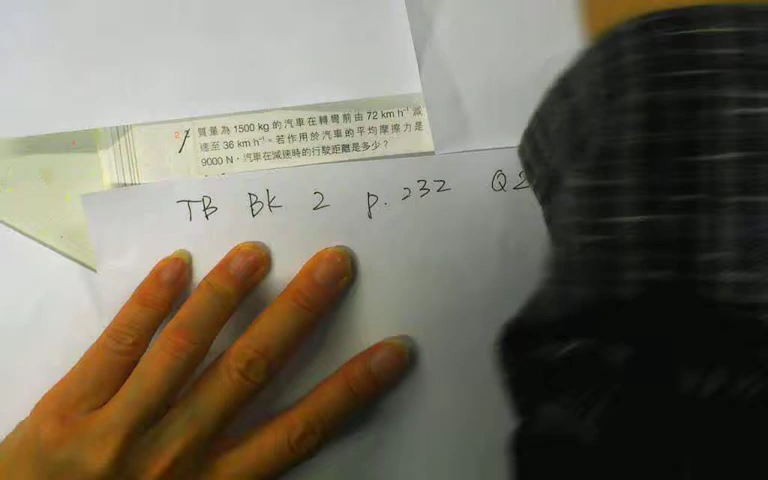 2. 質量為 1500 kg 的汽車在轉彎前由 72 km h⁻¹ 減
速至 36 km h⁻¹。若作用於汽車的平均摩擦力是
9000 N，汽車在減速時的行駛距離是多少？
TB BK 2 p. 232 Q2